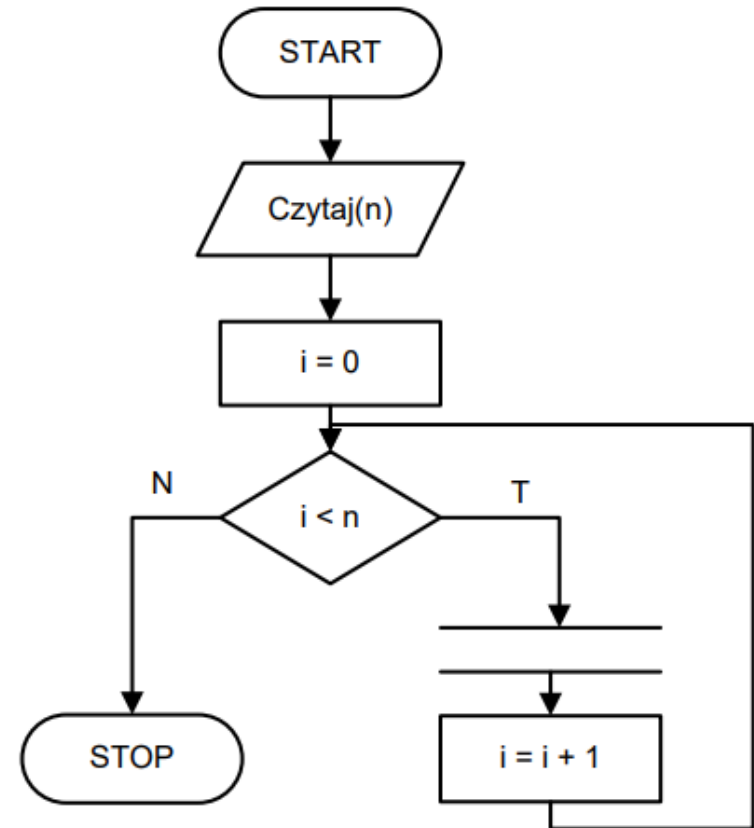 START
Czytaj(n)
i = 0
i < n
N
T
i = i + 1
STOP